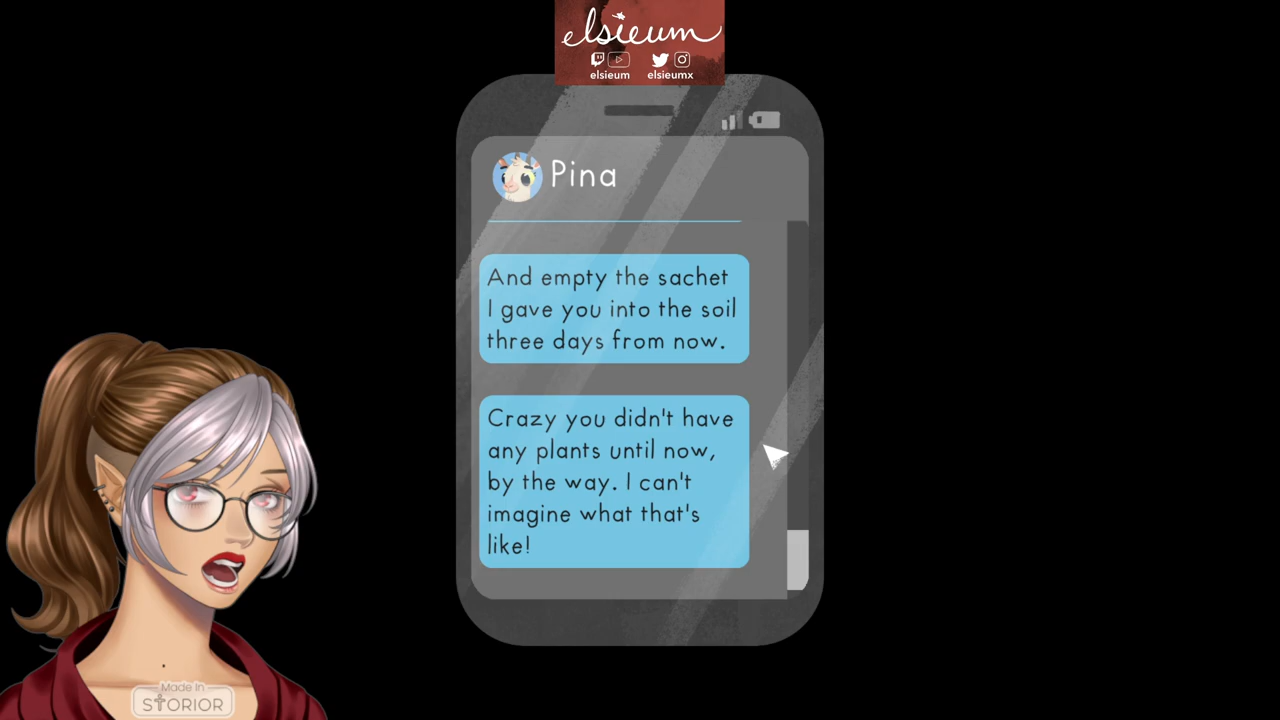 elsieum
elsieum elsieumx
Pina
And empty the sachet
I gave you into the soil
three days from now.
Crazy you didn't have
any plants until now,
by the way. I can't
imagine what that's
like!
Made in
STORIOR